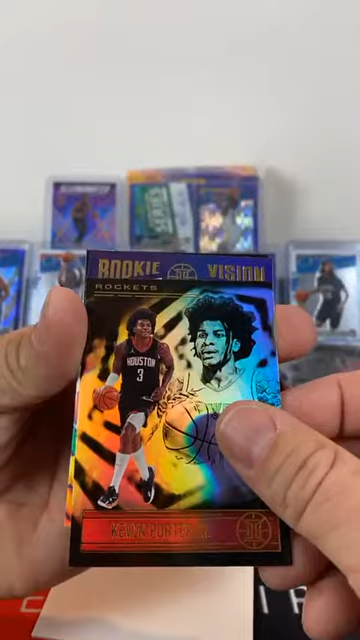 ROOKIE VISION
ROCKETS
HOUSTON
3
KEVIN PORTER JR.